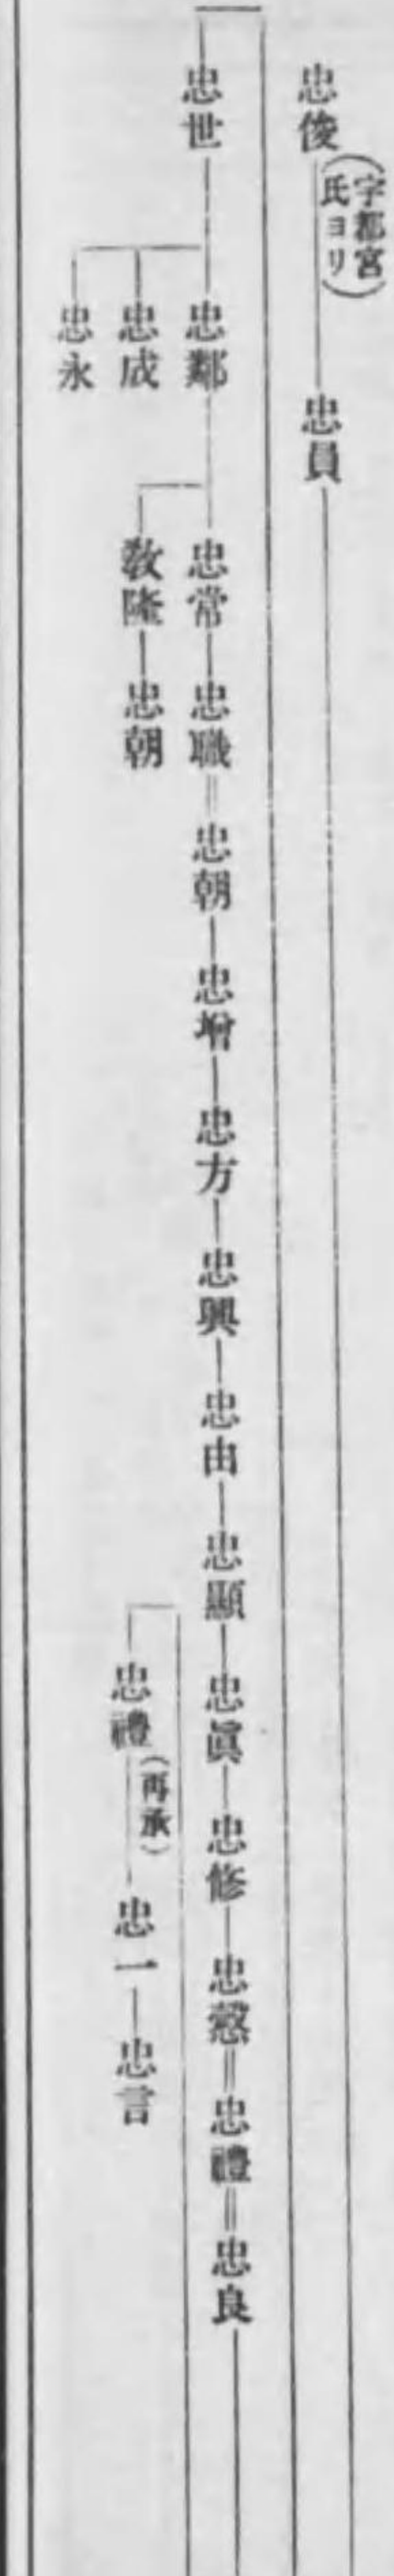 忠俊（宇都宮氏ヨリ）―忠員―
忠世―忠鄰―忠常―忠職＝忠朝―忠增―忠方―忠興―忠由―忠顯―忠眞―忠修―忠愨＝忠禮＝忠良―
忠成
敎隆―忠朝
忠禮（再承）―忠一―忠言
忠永